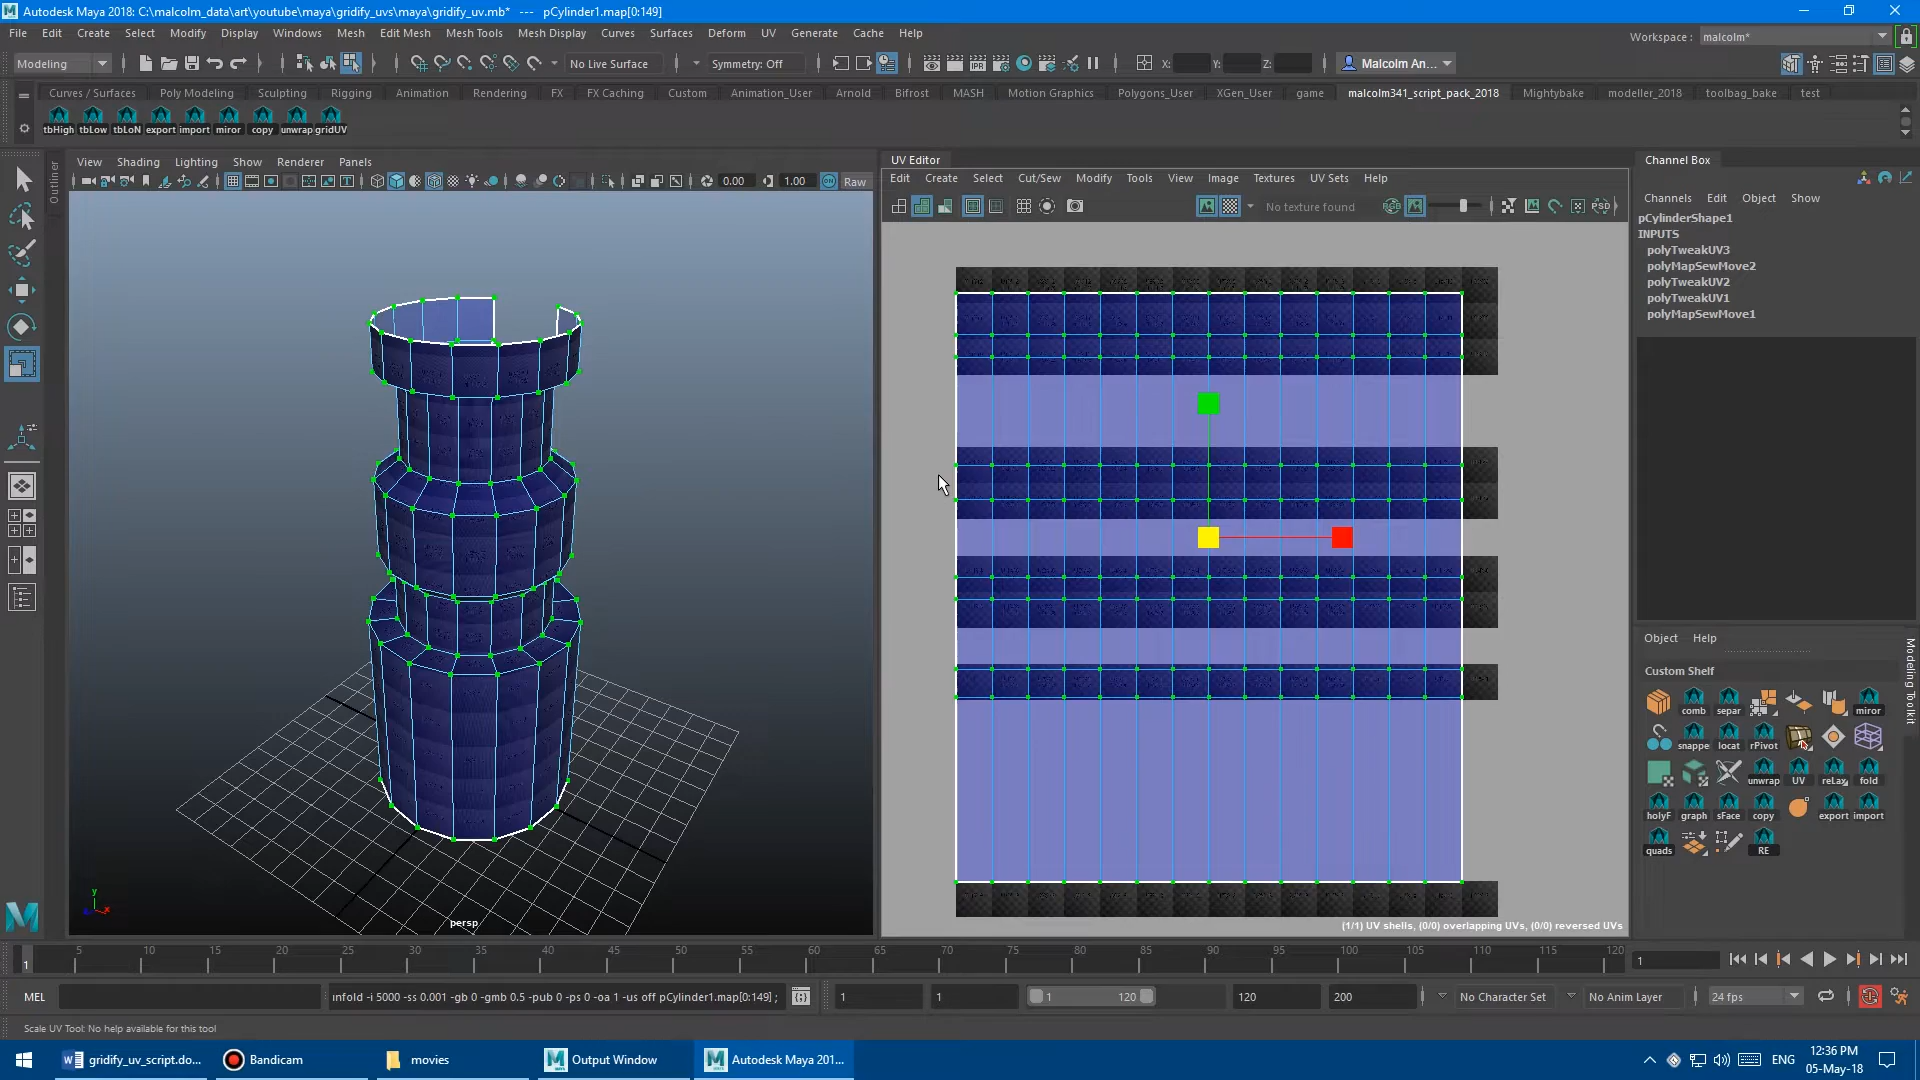 Autodesk Maya 2018: C:\malcolm_data\art\youtube\maya\gridify_uvs\maya\gridify_uv.mb* --- pCylinder1.map[0:149]
File Edit Create Select Modify Display Windows Mesh Edit Mesh Mesh Tools Mesh Display Curves Surfaces Deform UV Generate Cache Help
Workspace : malcolm*
Modeling
No Live Surface
Symmetry: Off
X:
Y:
Z:
Malcolm An...
Curves / Surfaces Poly Modeling Sculpting Rigging Animation Rendering FX FX Caching Custom Animation_User Arnold Bifrost MASH Motion Graphics Polygons_User XGen_User game malcolm341_script_pack_2018 Mightybake modeller_2018 toolbag_bake test
tbHigh tbLow tbLoN export import miror copy unwrap gridUV
Outliner
View Shading Lighting Show Renderer Panels
0.00 1.00 Raw
persp
y
UV Editor
Edit Create Select Cut/Sew Modify Tools View Image Textures UV Sets Help
No texture found
RGB
PSD
(1/1) UV shells, (0/0) overlapping UVs, (0/0) reversed UVs
Channel Box
Channels Edit Object Show
pCylinderShape1
INPUTS
polyTweakUV3
polyMapSewMove2
polyTweakUV2
polyTweakUV1
polyMapSewMove1
Object Help
Custom Shelf
comb separ miror
snappe locat rPivot
unwrap UV reLax fold
holyF graph sFace copy export import
quads RE
Modeling Toolkit
1 5 10 15 20 25 30 35 40 45 50 55 60 65 70 75 80 85 90 95 100 105 110 115 120
1
MEL
nfold -i 5000 -ss 0.001 -gb 0 -gmb 0.5 -pub 0 -ps 0 -oa 1 -us off pCylinder1.map[0:149] ;
1 1 1 120 120 200
No Character Set
No Anim Layer
24 fps
Scale UV Tool: No help available for this tool
gridify_uv_script.do...
Bandicam
movies
Output Window
Autodesk Maya 201...
ENG
12:36 PM
05-May-18